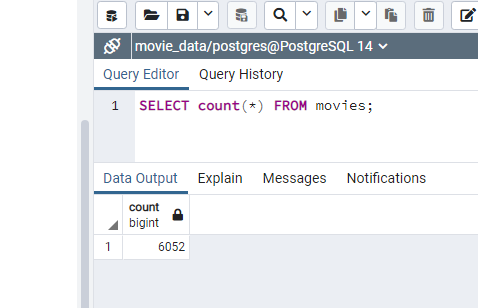 movie_data/postgres@PostgreSQL 14
Query Editor Query History
1 SELECT count(*) FROM movies;
Data Output Explain Messages Notifications
count
bigint
1 6052